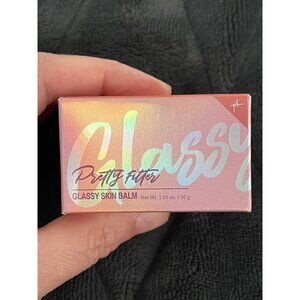 Glassy
Pretty Filter
GLASSY SKIN BALM Net Wt. 1.05 oz. / 30 g